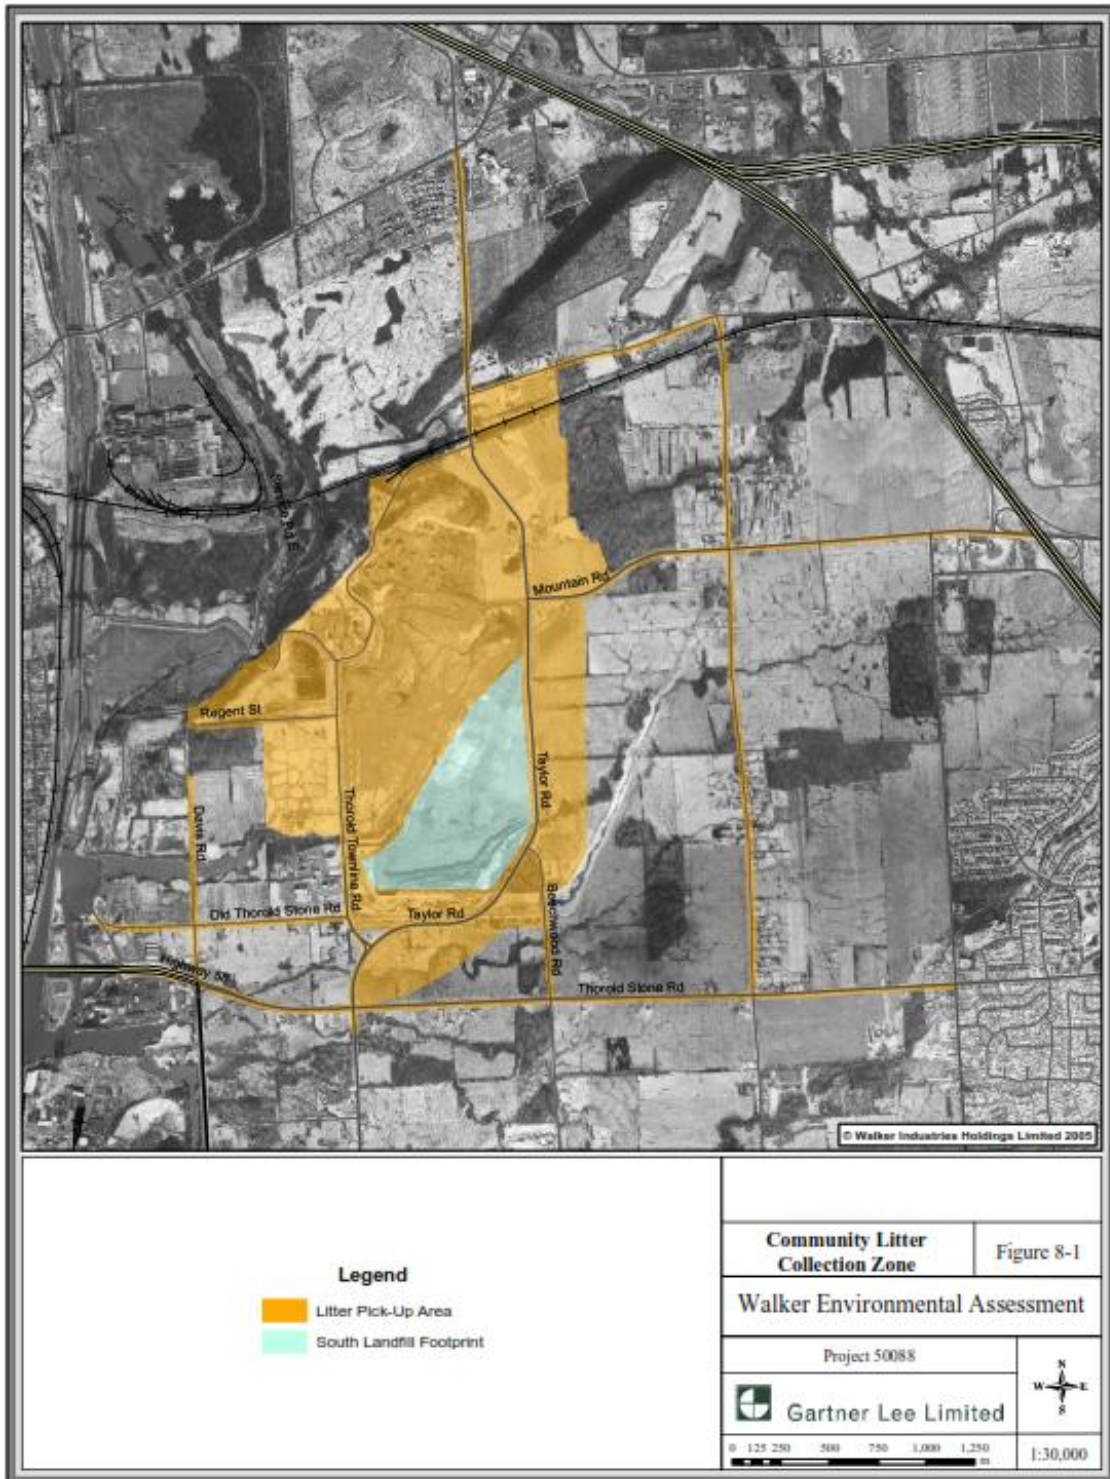 Mountain Rd
Regent St
Taylor Rd
Thorold Townline Rd
Davis Rd
Old Thorold Stone Rd
Taylor Rd
Beechwood Rd
Highway 58
Thorold Stone Rd
© Walker Industries Holdings Limited 2005
Legend
Litter Pick-Up Area
South Landfill Footprint
Community Litter
Collection Zone
Figure 8-1
Walker Environmental Assessment
Project 50088
Gartner Lee Limited
N
W E
S
0 125 250 500 750 1,000 1,250
m
1:30,000